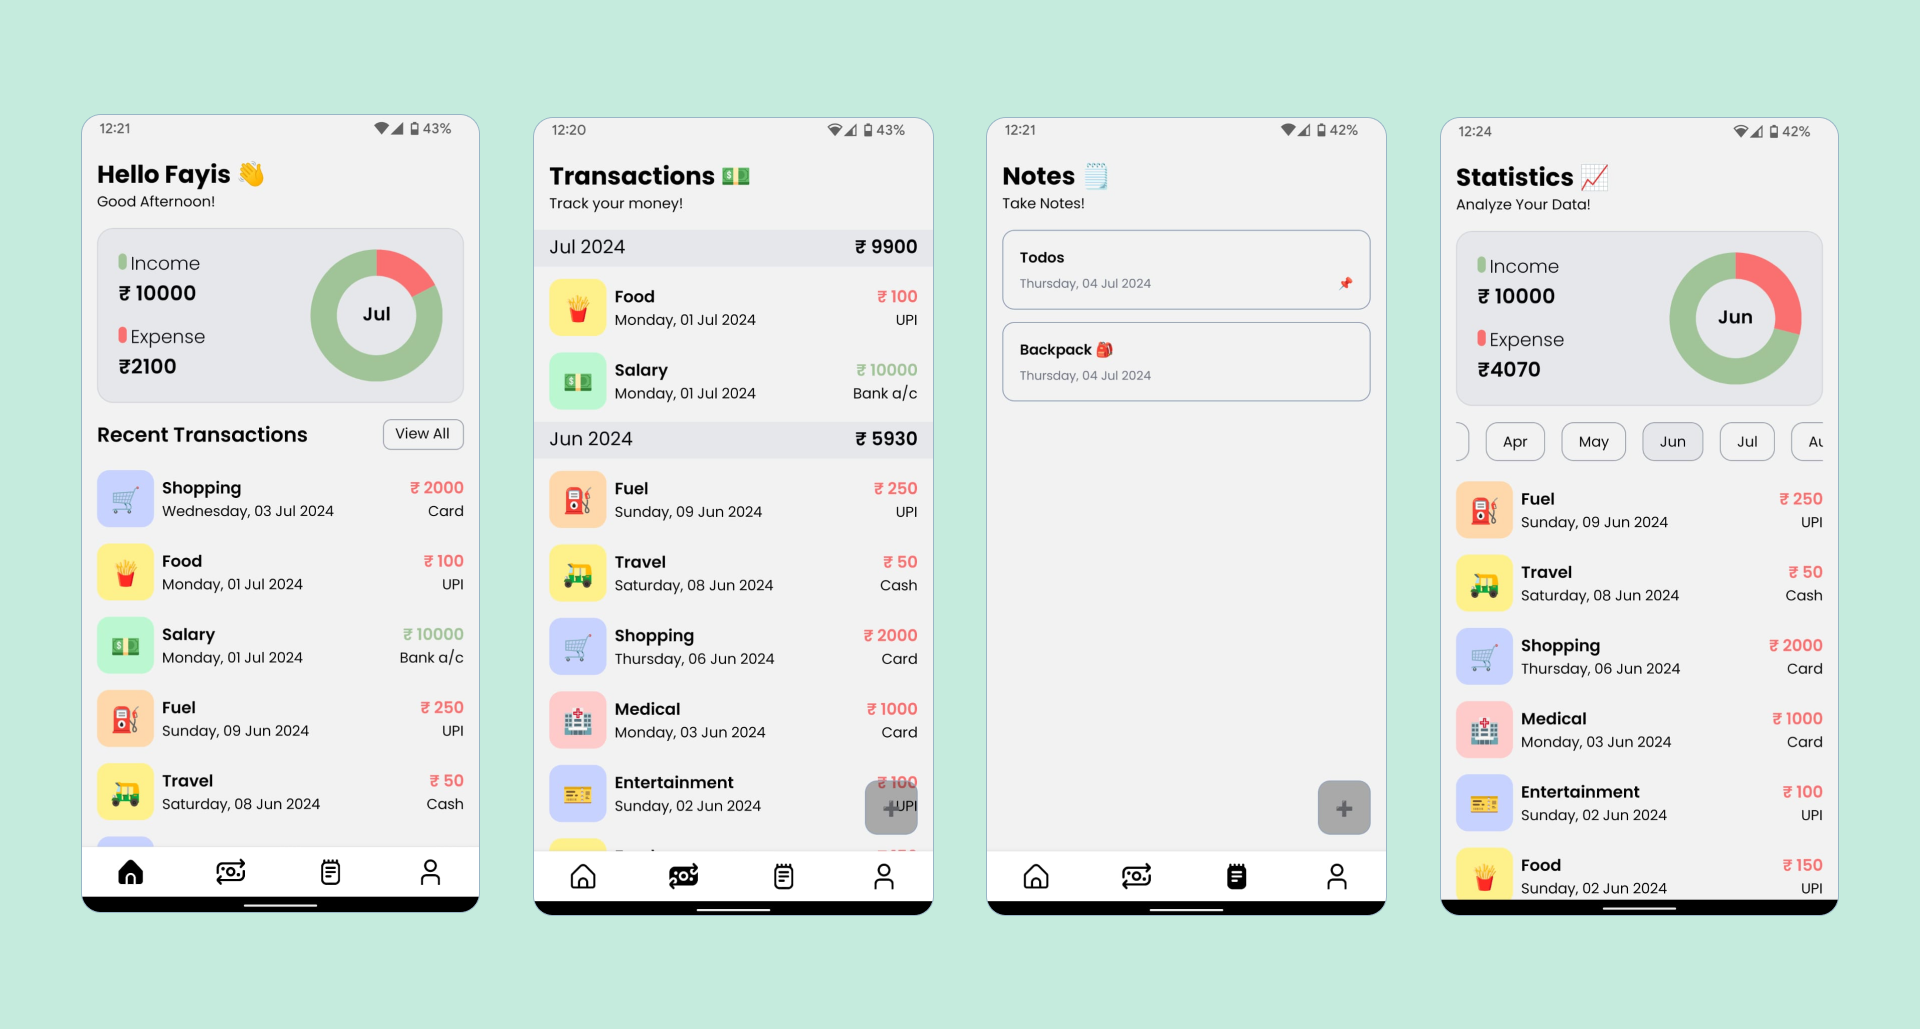 12:21
43%
Hello Fayis 👋
Good Afternoon!
Income
₹ 10000
Expense
₹2100
Jul
Recent Transactions
View All
Shopping
₹ 2000
Wednesday, 03 Jul 2024
Card
Food
₹ 100
Monday, 01 Jul 2024
UPI
Salary
₹ 10000
Monday, 01 Jul 2024
Bank a/c
Fuel
₹ 250
Sunday, 09 Jun 2024
UPI
Travel
₹ 50
Saturday, 08 Jun 2024
Cash
12:20
43%
Transactions 💵
Track your money!
Jul 2024
₹ 9900
Food
₹ 100
Monday, 01 Jul 2024
UPI
Salary
₹ 10000
Monday, 01 Jul 2024
Bank a/c
Jun 2024
₹ 5930
Fuel
₹ 250
Sunday, 09 Jun 2024
UPI
Travel
₹ 50
Saturday, 08 Jun 2024
Cash
Shopping
₹ 2000
Thursday, 06 Jun 2024
Card
Medical
₹ 1000
Monday, 03 Jun 2024
Card
Entertainment
₹ 100
Sunday, 02 Jun 2024
UPI
12:21
42%
Notes 🗒️
Take Notes!
Todos
Thursday, 04 Jul 2024
Backpack 🎒
Thursday, 04 Jul 2024
12:24
42%
Statistics 📈
Analyze Your Data!
Income
₹ 10000
Expense
₹4070
Jun
Apr
May
Jun
Jul
Fuel
₹ 250
Sunday, 09 Jun 2024
UPI
Travel
₹ 50
Saturday, 08 Jun 2024
Cash
Shopping
₹ 2000
Thursday, 06 Jun 2024
Card
Medical
₹ 1000
Monday, 03 Jun 2024
Card
Entertainment
₹ 100
Sunday, 02 Jun 2024
UPI
Food
₹ 150
Sunday, 02 Jun 2024
UPI